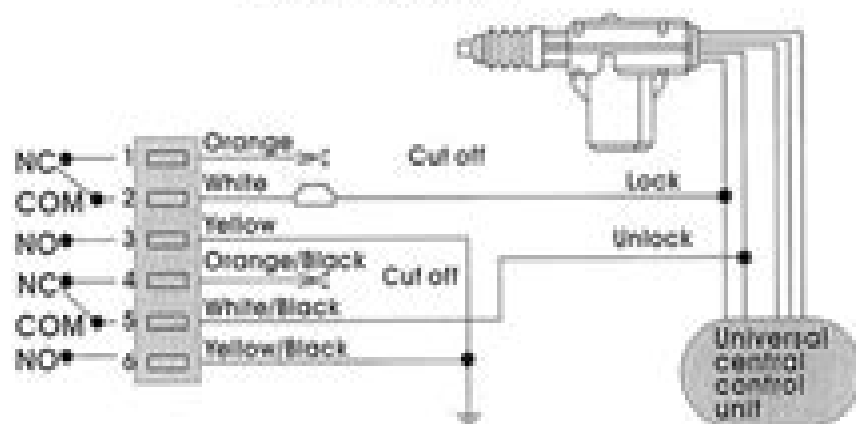 NC 1 Orange Cut off
COM 2 White Lock
NO 3 Yellow Unlock
NC 4 Orange/Black Cut off
COM 5 White/Black
NO 6 Yellow/Black
Universal
central
control
unit